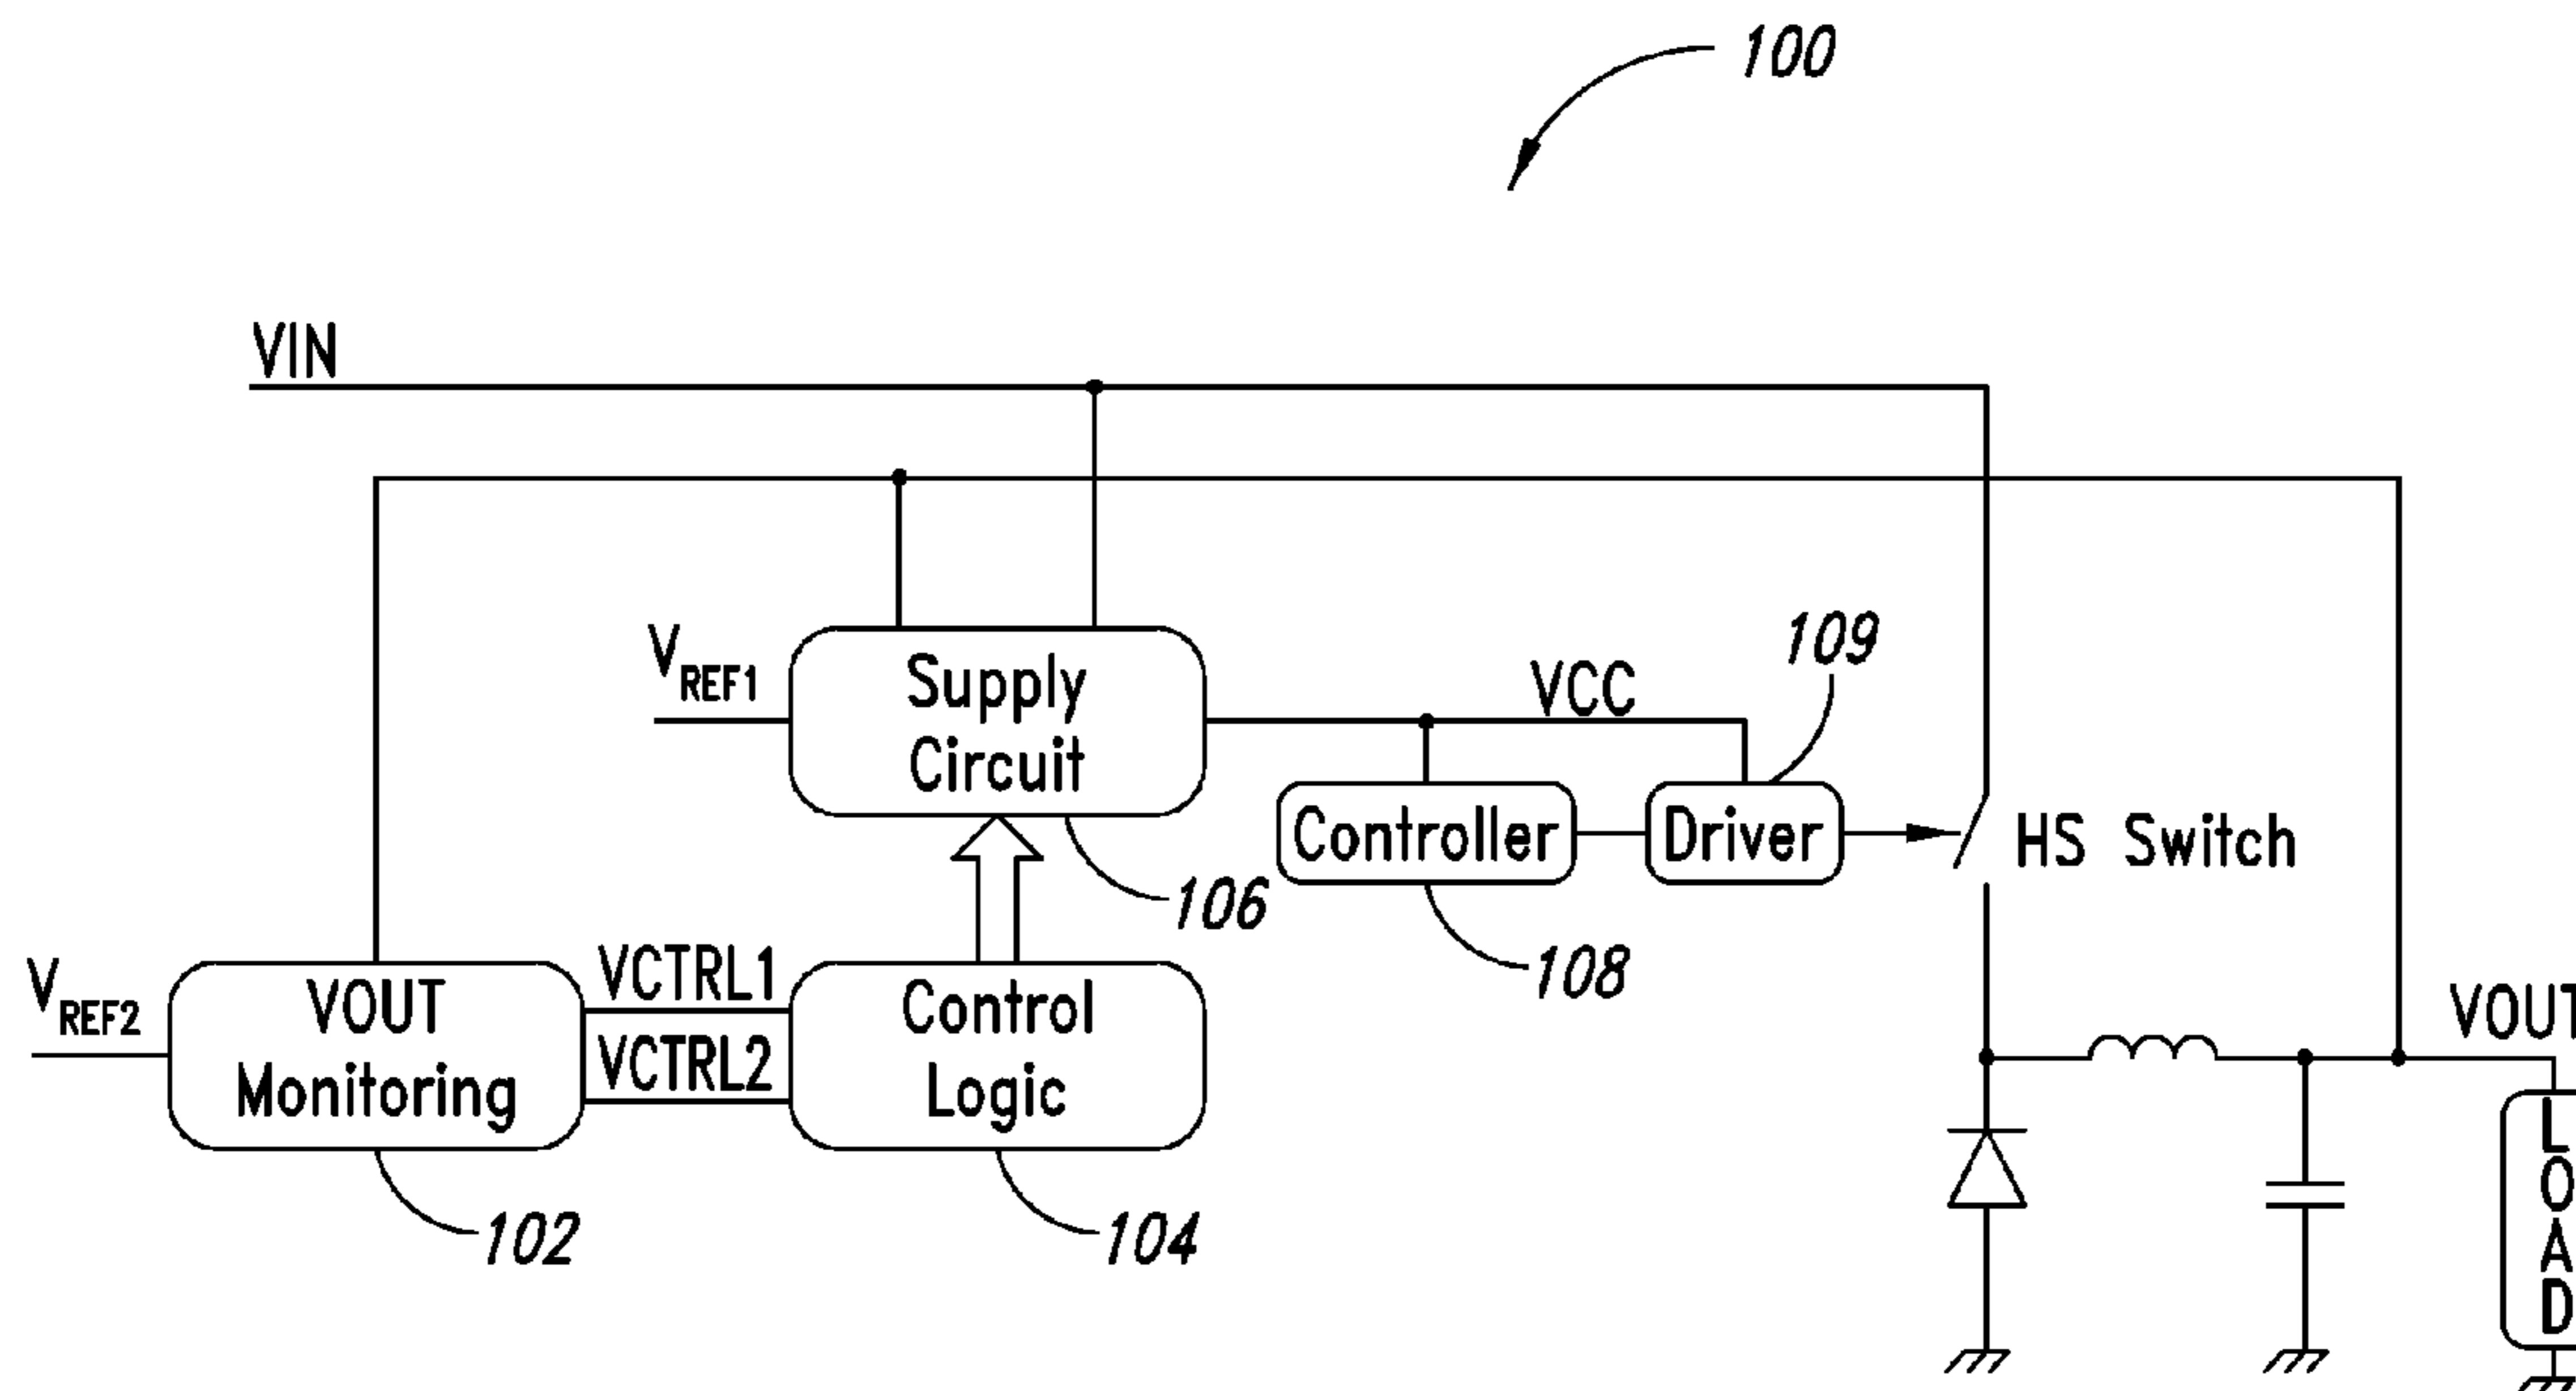 100
VIN
VREF1
Supply
Circuit
VCC
109
Controller
Driver
HS Switch
106
108
VREF2
VOUT
Monitoring
VCTRL1
VCTRL2
Control
Logic
VOUT
LOAD
102
104